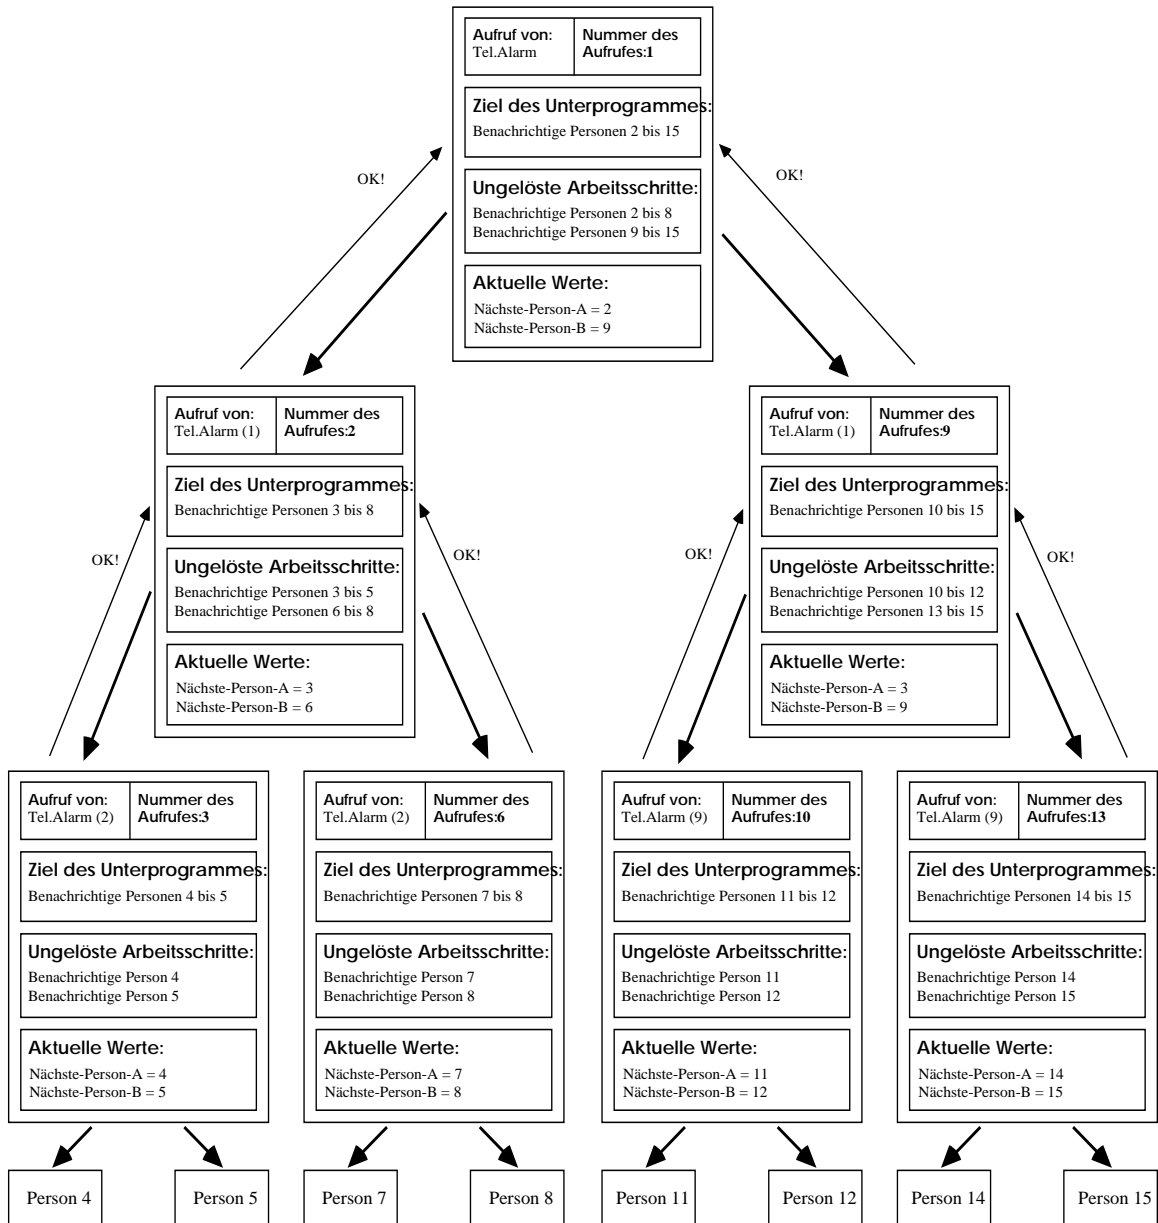 Aufruf von:
Tel.Alarm
Nummer des
Aufrufes:1
Ziel des Unterprogrammes:
Benachrichtige Personen 2 bis 15
OK!
OK!
Ungelöste Arbeitsschritte:
Benachrichtige Personen 2 bis 8
Benachrichtige Personen 9 bis 15
Aktuelle Werte:
Nächste-Person-A = 2
Nächste-Person-B = 9
Aufruf von:
Tel.Alarm (1)
Nummer des
Aufrufes:2
Ziel des Unterprogrammes:
Benachrichtige Personen 3 bis 8
OK!
OK!
Ungelöste Arbeitsschritte:
Benachrichtige Personen 3 bis 5
Benachrichtige Personen 6 bis 8
Aktuelle Werte:
Nächste-Person-A = 3
Nächste-Person-B = 6
Aufruf von:
Tel.Alarm (1)
Nummer des
Aufrufes:9
Ziel des Unterprogrammes:
Benachrichtige Personen 10 bis 15
OK!
OK!
Ungelöste Arbeitsschritte:
Benachrichtige Personen 10 bis 12
Benachrichtige Personen 13 bis 15
Aktuelle Werte:
Nächste-Person-A = 3
Nächste-Person-B = 9
Aufruf von:
Tel.Alarm (2)
Nummer des
Aufrufes:3
Ziel des Unterprogrammes:
Benachrichtige Personen 4 bis 5
Ungelöste Arbeitsschritte:
Benachrichtige Person 4
Benachrichtige Person 5
Aktuelle Werte:
Nächste-Person-A = 4
Nächste-Person-B = 5
Aufruf von:
Tel.Alarm (2)
Nummer des
Aufrufes:6
Ziel des Unterprogrammes:
Benachrichtige Personen 7 bis 8
Ungelöste Arbeitsschritte:
Benachrichtige Person 7
Benachrichtige Person 8
Aktuelle Werte:
Nächste-Person-A = 7
Nächste-Person-B = 8
Aufruf von:
Tel.Alarm (9)
Nummer des
Aufrufes:10
Ziel des Unterprogrammes:
Benachrichtige Personen 11 bis 12
Ungelöste Arbeitsschritte:
Benachrichtige Person 11
Benachrichtige Person 12
Aktuelle Werte:
Nächste-Person-A = 11
Nächste-Person-B = 12
Aufruf von:
Tel.Alarm (9)
Nummer des
Aufrufes:13
Ziel des Unterprogrammes:
Benachrichtige Personen 14 bis 15
Ungelöste Arbeitsschritte:
Benachrichtige Person 14
Benachrichtige Person 15
Aktuelle Werte:
Nächste-Person-A = 14
Nächste-Person-B = 15
Person 4
Person 5
Person 7
Person 8
Person 11
Person 12
Person 14
Person 15